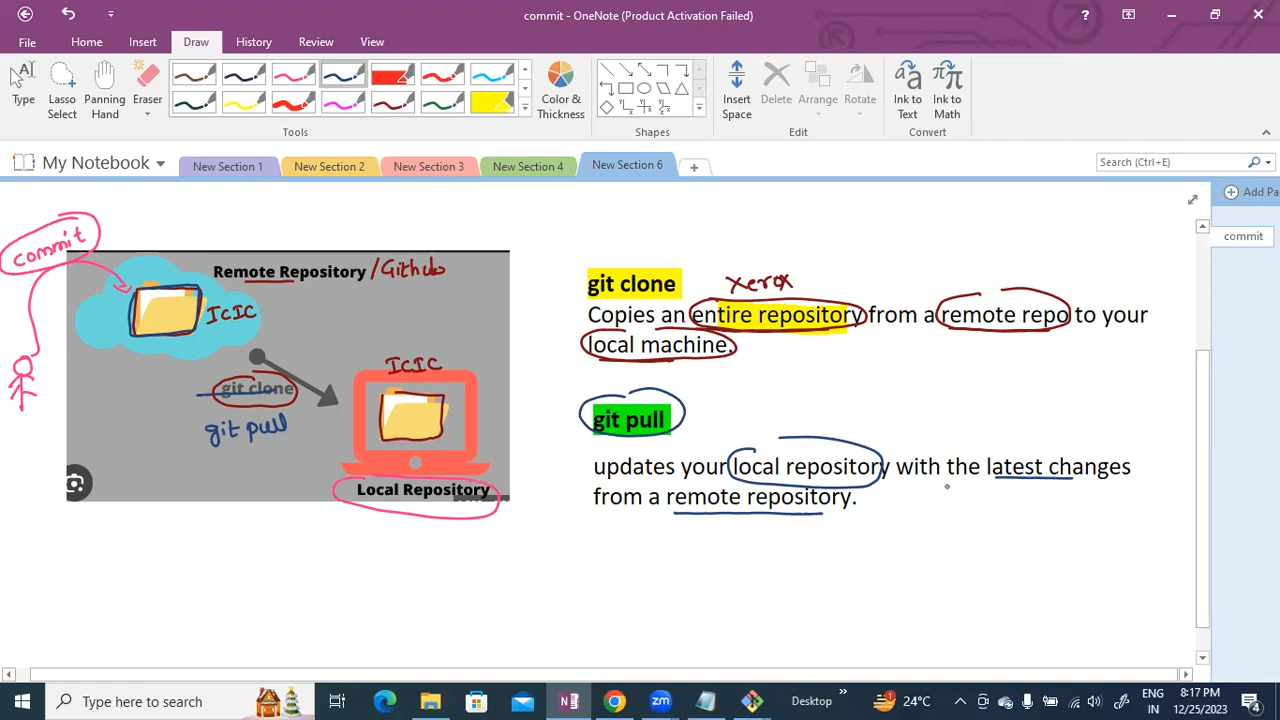 commit - OneNote (Product Activation Failed)
File
Home
Insert
Draw
History
Review
View
Type
Lasso Select
Panning Hand
Eraser
Color & Thickness
Insert Space
Delete
Arrange
Rotate
Ink to Text
Ink to Math
Tools
Shapes
Edit
Convert
My Notebook
New Section 1
New Section 2
New Section 3
New Section 4
New Section 6
Search (Ctrl+E)
Add Pa
commit
commit
Remote Repository /Github
ICIC
git clone
git pull
ICIC
Local Repository
git clone
xerox
Copies an entire repository from a remote repo to your
local machine.
git pull
updates your local repository with the latest changes
from a remote repository.
Type here to search
Desktop
24°C
ENG
IN
8:17 PM
12/25/2023